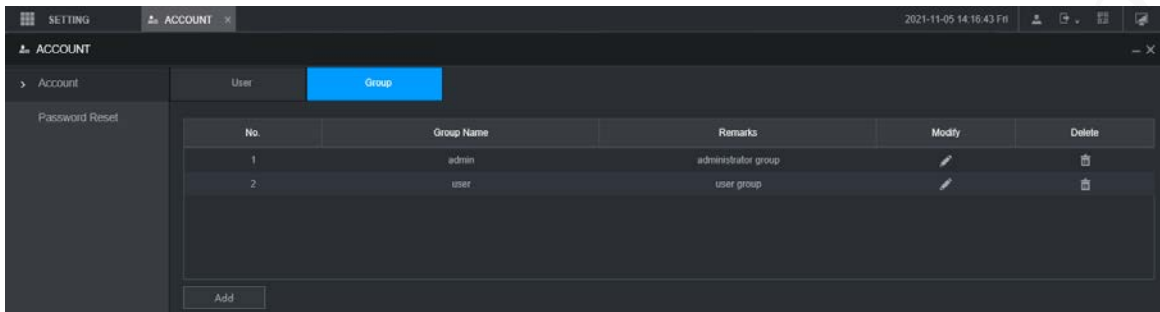 SETTING ACCOUNT × 2021-11-05 14:16:43 Fri
ACCOUNT
Account User Group
Password Reset
No. Group Name Remarks Modify Delete
1 admin administrator group
2 user user group
Add